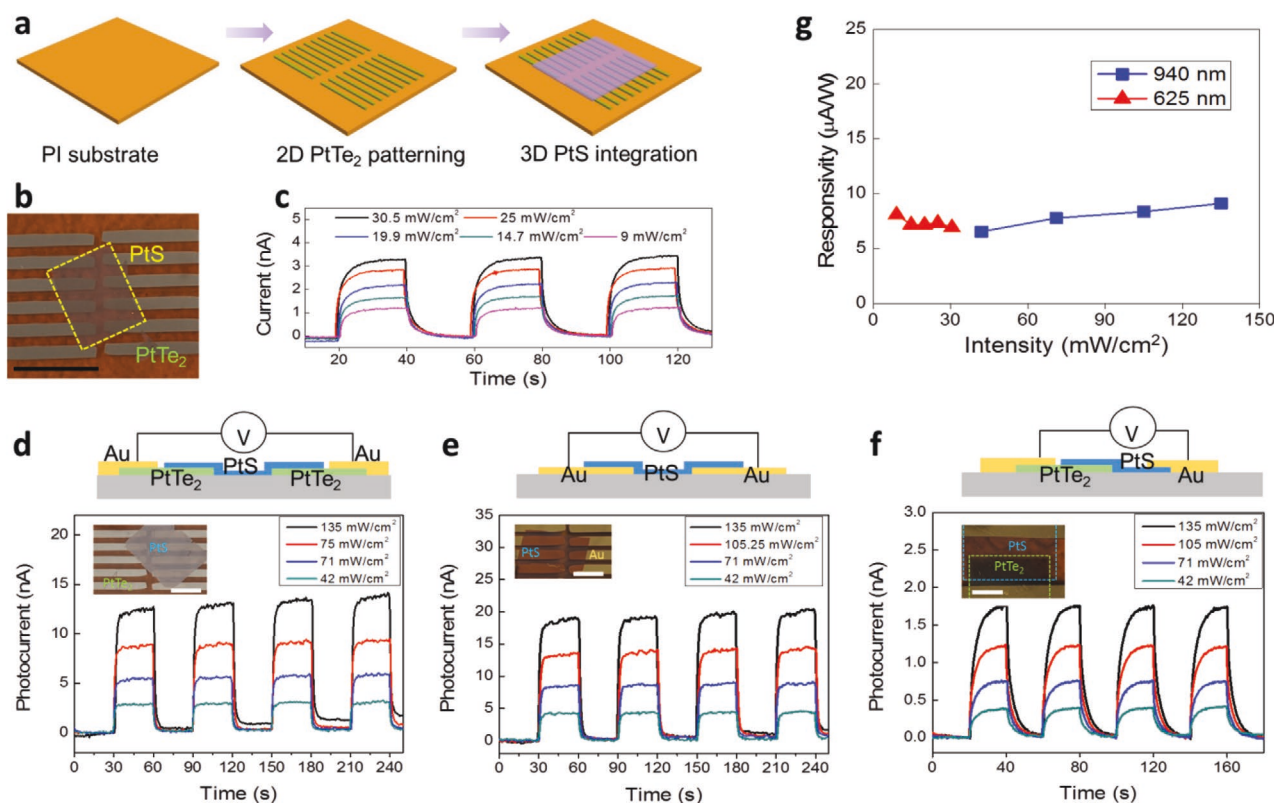 a
PI substrate
2D PtTe₂ patterning
3D PtS integration
b
PtS
PtTe₂
c
30.5 mW/cm²
25 mW/cm²
19.9 mW/cm²
14.7 mW/cm²
9 mW/cm²
Current (nA)
5
4
3
2
1
0
20
40
60
80
100
120
Time (s)
g
Responsivity (μA/W)
25
20
15
10
5
0
940 nm
625 nm
0
30
60
90
120
150
Intensity (mW/cm²)
d
V
Au
Au
PtS
PtTe₂
PtTe₂
Photocurrent (nA)
20
15
10
5
0
PtS
PtTe₂
135 mW/cm²
75 mW/cm²
71 mW/cm²
42 mW/cm²
0
30
60
90
120
150
180
210
240
Time (s)
e
V
Au
PtS
Au
Photocurrent (nA)
35
30
25
20
15
10
5
0
PtS
Au
135 mW/cm²
105.25 mW/cm²
71 mW/cm²
42 mW/cm²
0
30
60
90
120
150
180
210
240
Time (s)
f
V
PtS
PtTe₂
Au
Photocurrent (nA)
3.0
2.5
2.0
1.5
1.0
0.5
0.0
PtS
PtTe₂
135 mW/cm²
105 mW/cm²
71 mW/cm²
42 mW/cm²
0
40
80
120
160
Time (s)